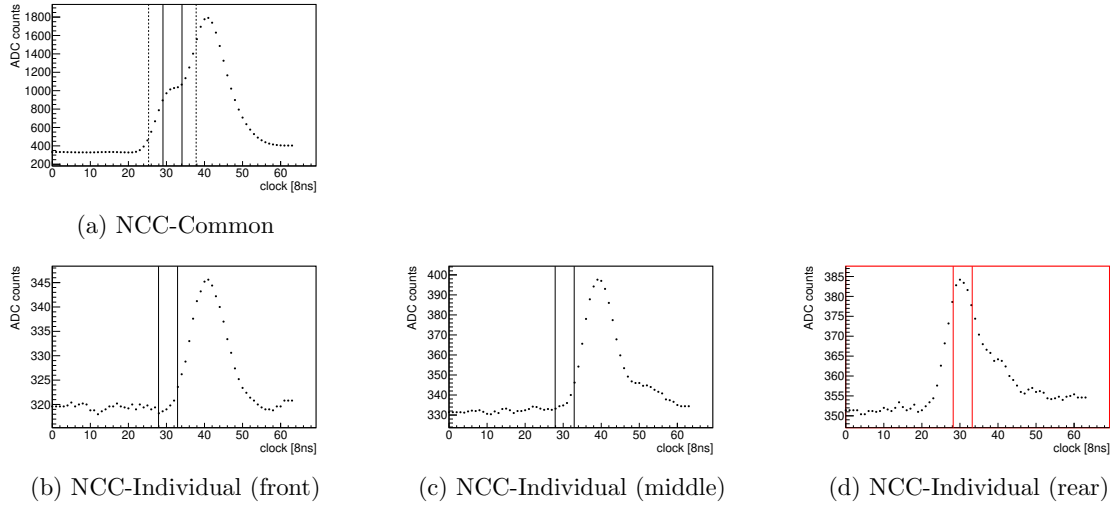 ADC counts
1800
1600
1400
1200
1000
800
600
400
200
0 10 20 30 40 50 60
clock [8ns]
(a) NCC-Common
ADC counts
345
340
335
330
325
320
0 10 20 30 40 50 60
clock [8ns]
(b) NCC-Individual (front)
ADC counts
400
390
380
370
360
350
340
330
0 10 20 30 40 50 60
clock [8ns]
(c) NCC-Individual (middle)
ADC counts
385
380
375
370
365
360
355
350
0 10 20 30 40 50 60
clock [8ns]
(d) NCC-Individual (rear)